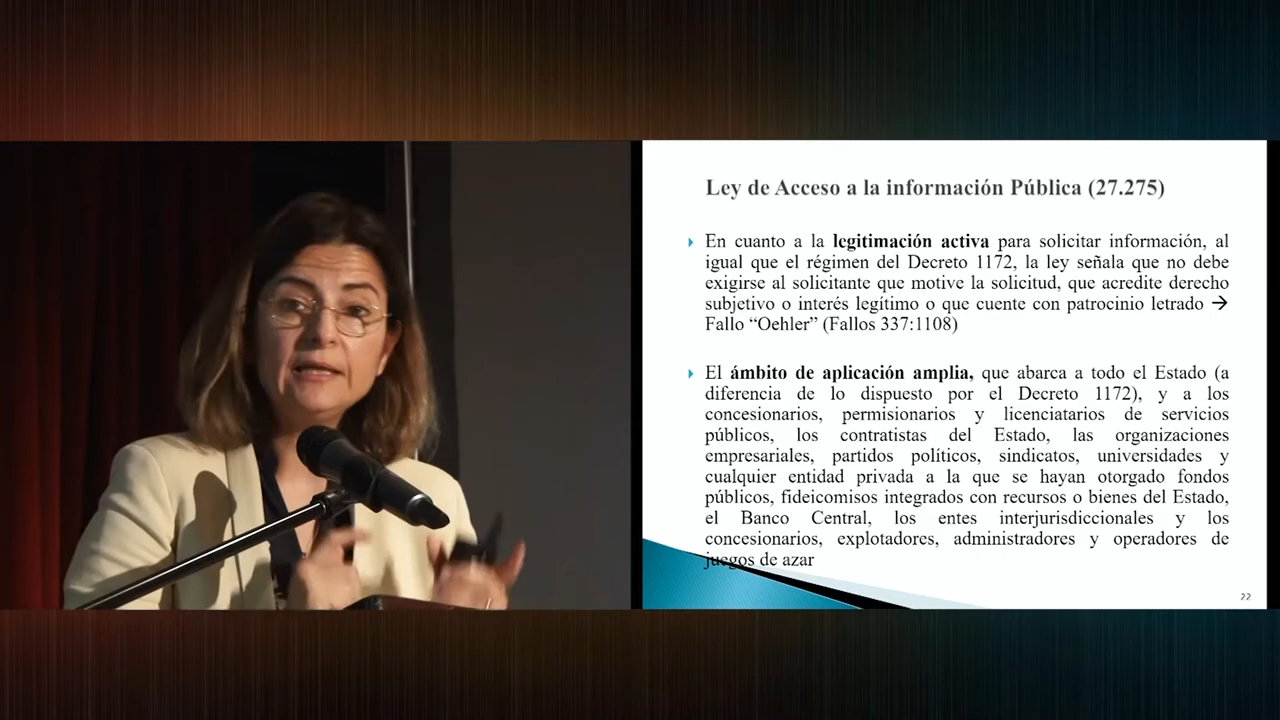 Ley de Acceso a la información Pública (27.275)
En cuanto a la legitimación activa para solicitar información, al
igual que el régimen del Decreto 1172, la ley señala que no debe
exigirse al solicitante que motive la solicitud, que acredite derecho
subjetivo o interés legítimo o que cuente con patrocinio letrado →
Fallo “Oehler” (Fallos 337:1108)
El ámbito de aplicación amplia, que abarca a todo el Estado (a
diferencia de lo dispuesto por el Decreto 1172), y a los
concesionarios, permisionarios y licenciatarios de servicios
públicos, los contratistas del Estado, las organizaciones
empresariales, partidos políticos, sindicatos, universidades y
cualquier entidad privada a la que se hayan otorgado fondos
públicos, fideicomisos integrados con recursos o bienes del Estado,
el Banco Central, los entes interjurisdiccionales y los
concesionarios, explotadores, administradores y operadores de
juegos de azar
22